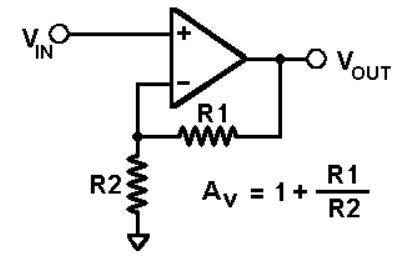 VIN
+
−
VOUT
R1
R2
AV = 1 + R1/R2